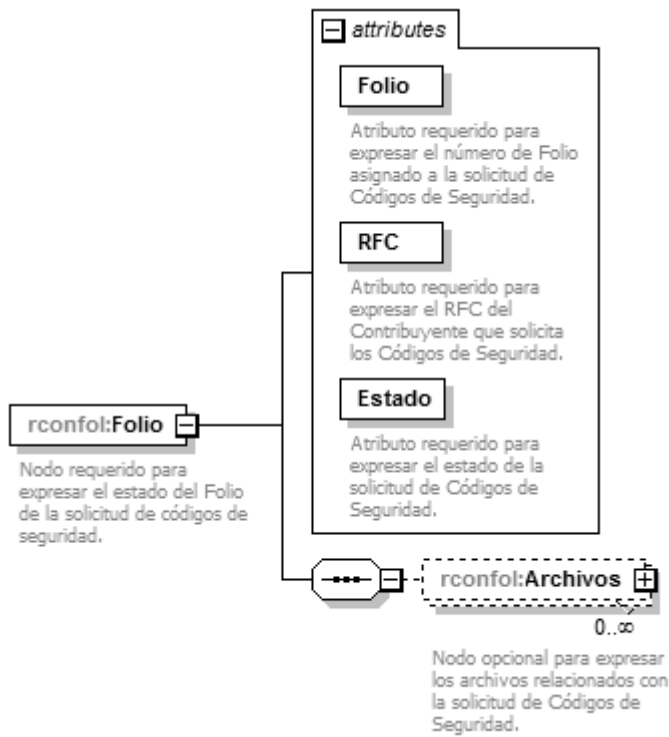 attributes
Folio
Atributo requerido para
expresar el número de Folio
asignado a la solicitud de
Códigos de Seguridad.
RFC
Atributo requerido para
expresar el RFC del
Contribuyente que solicita
los Códigos de Seguridad.
Estado
Atributo requerido para
expresar el estado de la
solicitud de Códigos de
Seguridad.
rconfol:Folio
Nodo requerido para
expresar el estado del Folio
de la solicitud de códigos de
seguridad.
rconfol:Archivos
0..∞
Nodo opcional para expresar
los archivos relacionados con
la solicitud de Códigos de
Seguridad.